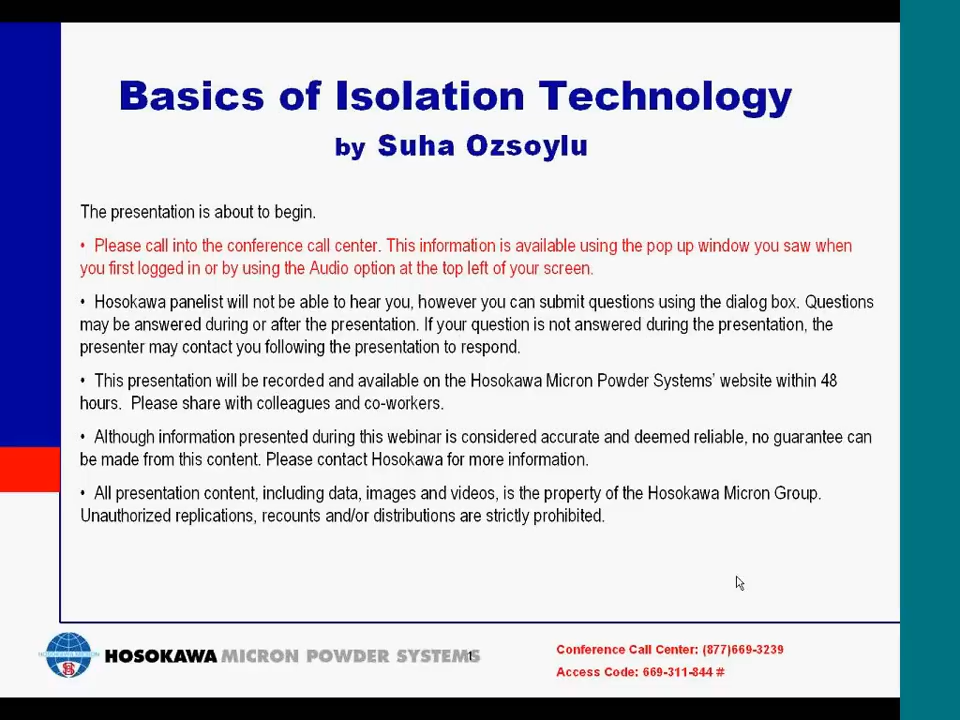 Basics of Isolation Technology
by Suha Ozsoylu
The presentation is about to begin.
• Please call into the conference call center. This information is available using the pop up window you saw when
you first logged in or by using the Audio option at the top left of your screen.
• Hosokawa panelist will not be able to hear you, however you can submit questions using the dialog box. Questions
may be answered during or after the presentation. If your question is not answered during the presentation, the
presenter may contact you following the presentation to respond.
• This presentation will be recorded and available on the Hosokawa Micron Powder Systems' website within 48
hours. Please share with colleagues and co-workers.
• Although information presented during this webinar is considered accurate and deemed reliable, no guarantee can
be made from this content. Please contact Hosokawa for more information.
• All presentation content, including data, images and videos, is the property of the Hosokawa Micron Group.
Unauthorized replications, recounts and/or distributions are strictly prohibited.
HOSOKAWA MICRON POWDER SYSTEMS
Conference Call Center: (877)669-3239
Access Code: 669-311-844 #